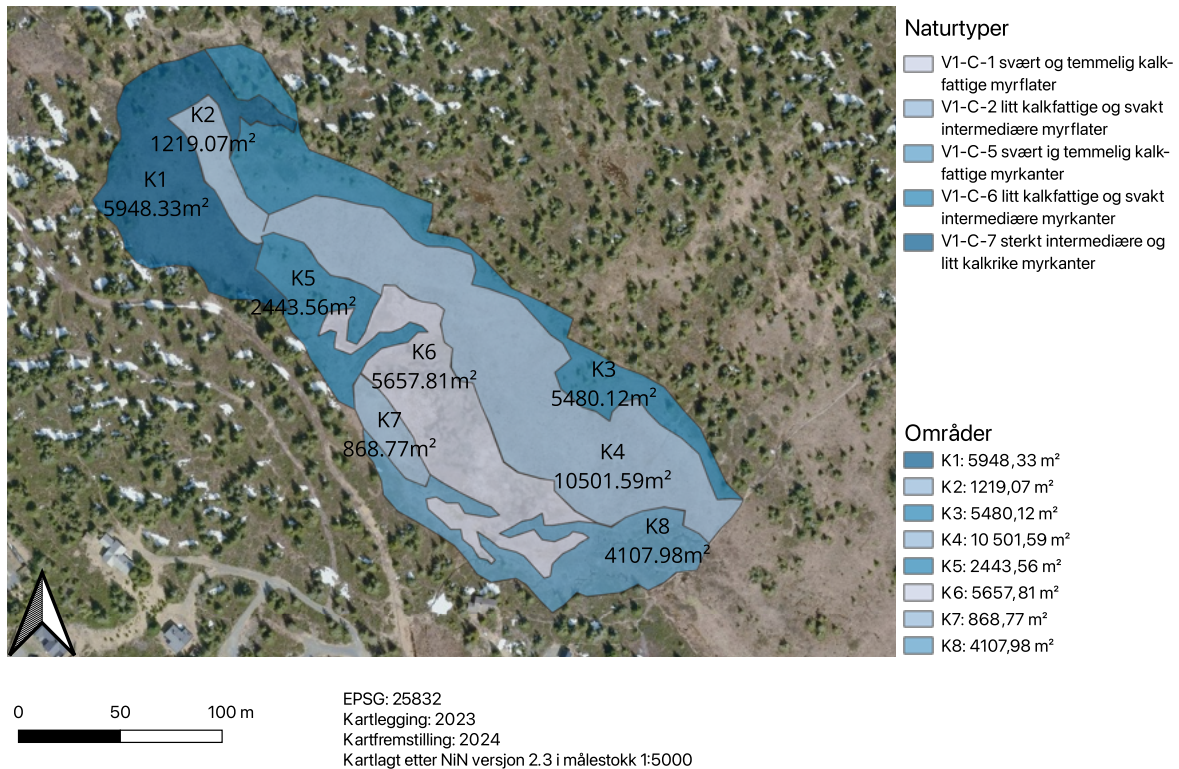 Naturtyper
V1-C-1 svært og temmelig kalk-
fattige myrflater
V1-C-2 litt kalkfattige og svakt
intermediære myrflater
V1-C-5 svært ig temmelig kalk-
fattige myrkanter
V1-C-6 litt kalkfattige og svakt
intermediære myrkanter
V1-C-7 sterkt intermediære og
litt kalkrike myrkanter
K2
1219.07m²
K1
5948.33m²
K5
2443.56m²
K6
5657.81m²
K3
5480.12m²
K7
868.77m²
K4
10501.59m²
K8
4107.98m²
Områder
K1: 5948,33 m²
K2: 1219,07 m²
K3: 5480,12 m²
K4: 10 501,59 m²
K5: 2443,56 m²
K6: 5657,81 m²
K7: 868,77 m²
K8: 4107,98 m²
0 50 100 m
EPSG: 25832
Kartlegging: 2023
Kartfremstilling: 2024
Kartlagt etter NiN versjon 2.3 i målestokk 1:5000